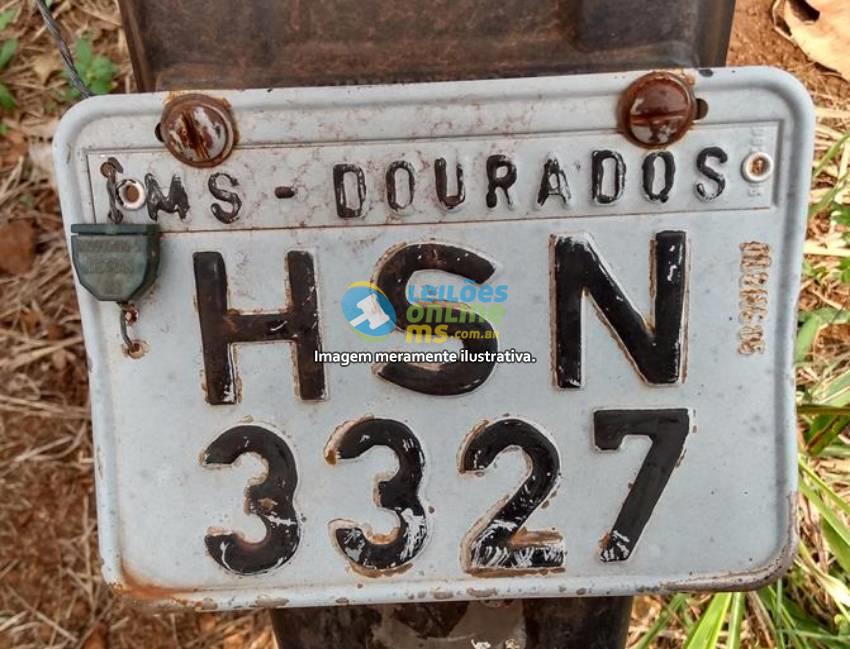 MS - DOURADOS
HSN
LEILÕES
ONLINE
MS.COM.BR
Imagem meramente ilustrativa.
3327